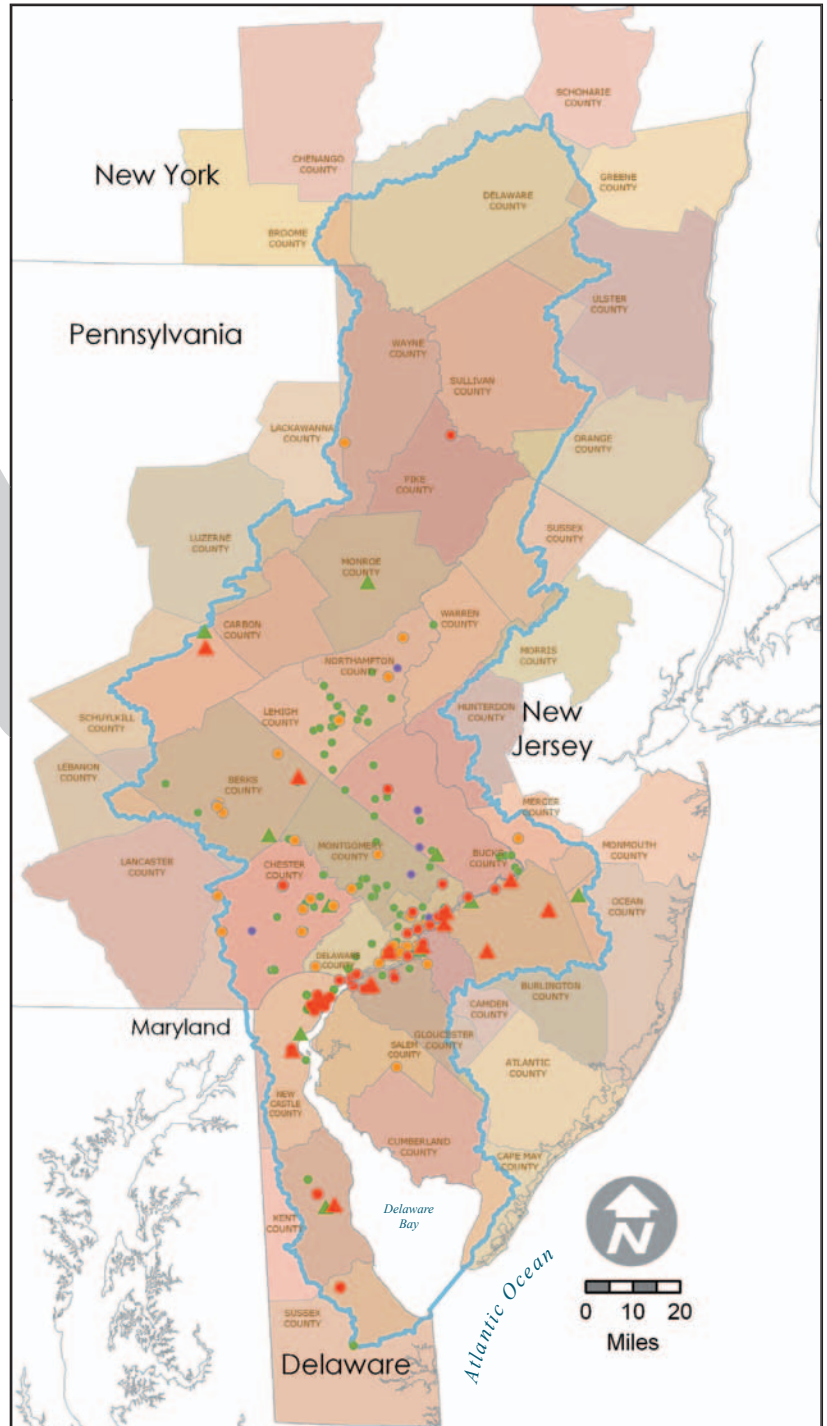 SCHOHARIE
COUNTY
CHENANGO
COUNTY
New York
GREENE
COUNTY
DELAWARE
COUNTY
BROOME
COUNTY
ULSTER
COUNTY
Pennsylvania
WAYNE
COUNTY
SULLIVAN
COUNTY
LACKAWANNA
COUNTY
ORANGE
COUNTY
PIKE
COUNTY
LUZERNE
COUNTY
SUSSEX
COUNTY
MONROE
COUNTY
WARREN
COUNTY
CARBON
COUNTY
MORRIS
COUNTY
NORTHAMPTON
COUNTY
HUNTERDON
COUNTY
New
Jersey
LEHIGH
COUNTY
SCHUYLKILL
COUNTY
LEBANON
COUNTY
BERKS
COUNTY
MERCER
COUNTY
MONMOUTH
COUNTY
MONTGOMERY
COUNTY
BUCKS
COUNTY
LANCASTER
COUNTY
CHESTER
COUNTY
OCEAN
COUNTY
DELAWARE
COUNTY
BURLINGTON
COUNTY
Maryland
CAMDEN
COUNTY
GLOUCESTER
COUNTY
SALEM
COUNTY
ATLANTIC
COUNTY
NEW
CASTLE
COUNTY
CUMBERLAND
COUNTY
CAPE MAY
COUNTY
Delaware
Bay
KENT
COUNTY
N
Atlantic Ocean
0 10 20
Miles
SUSSEX
COUNTY
Delaware